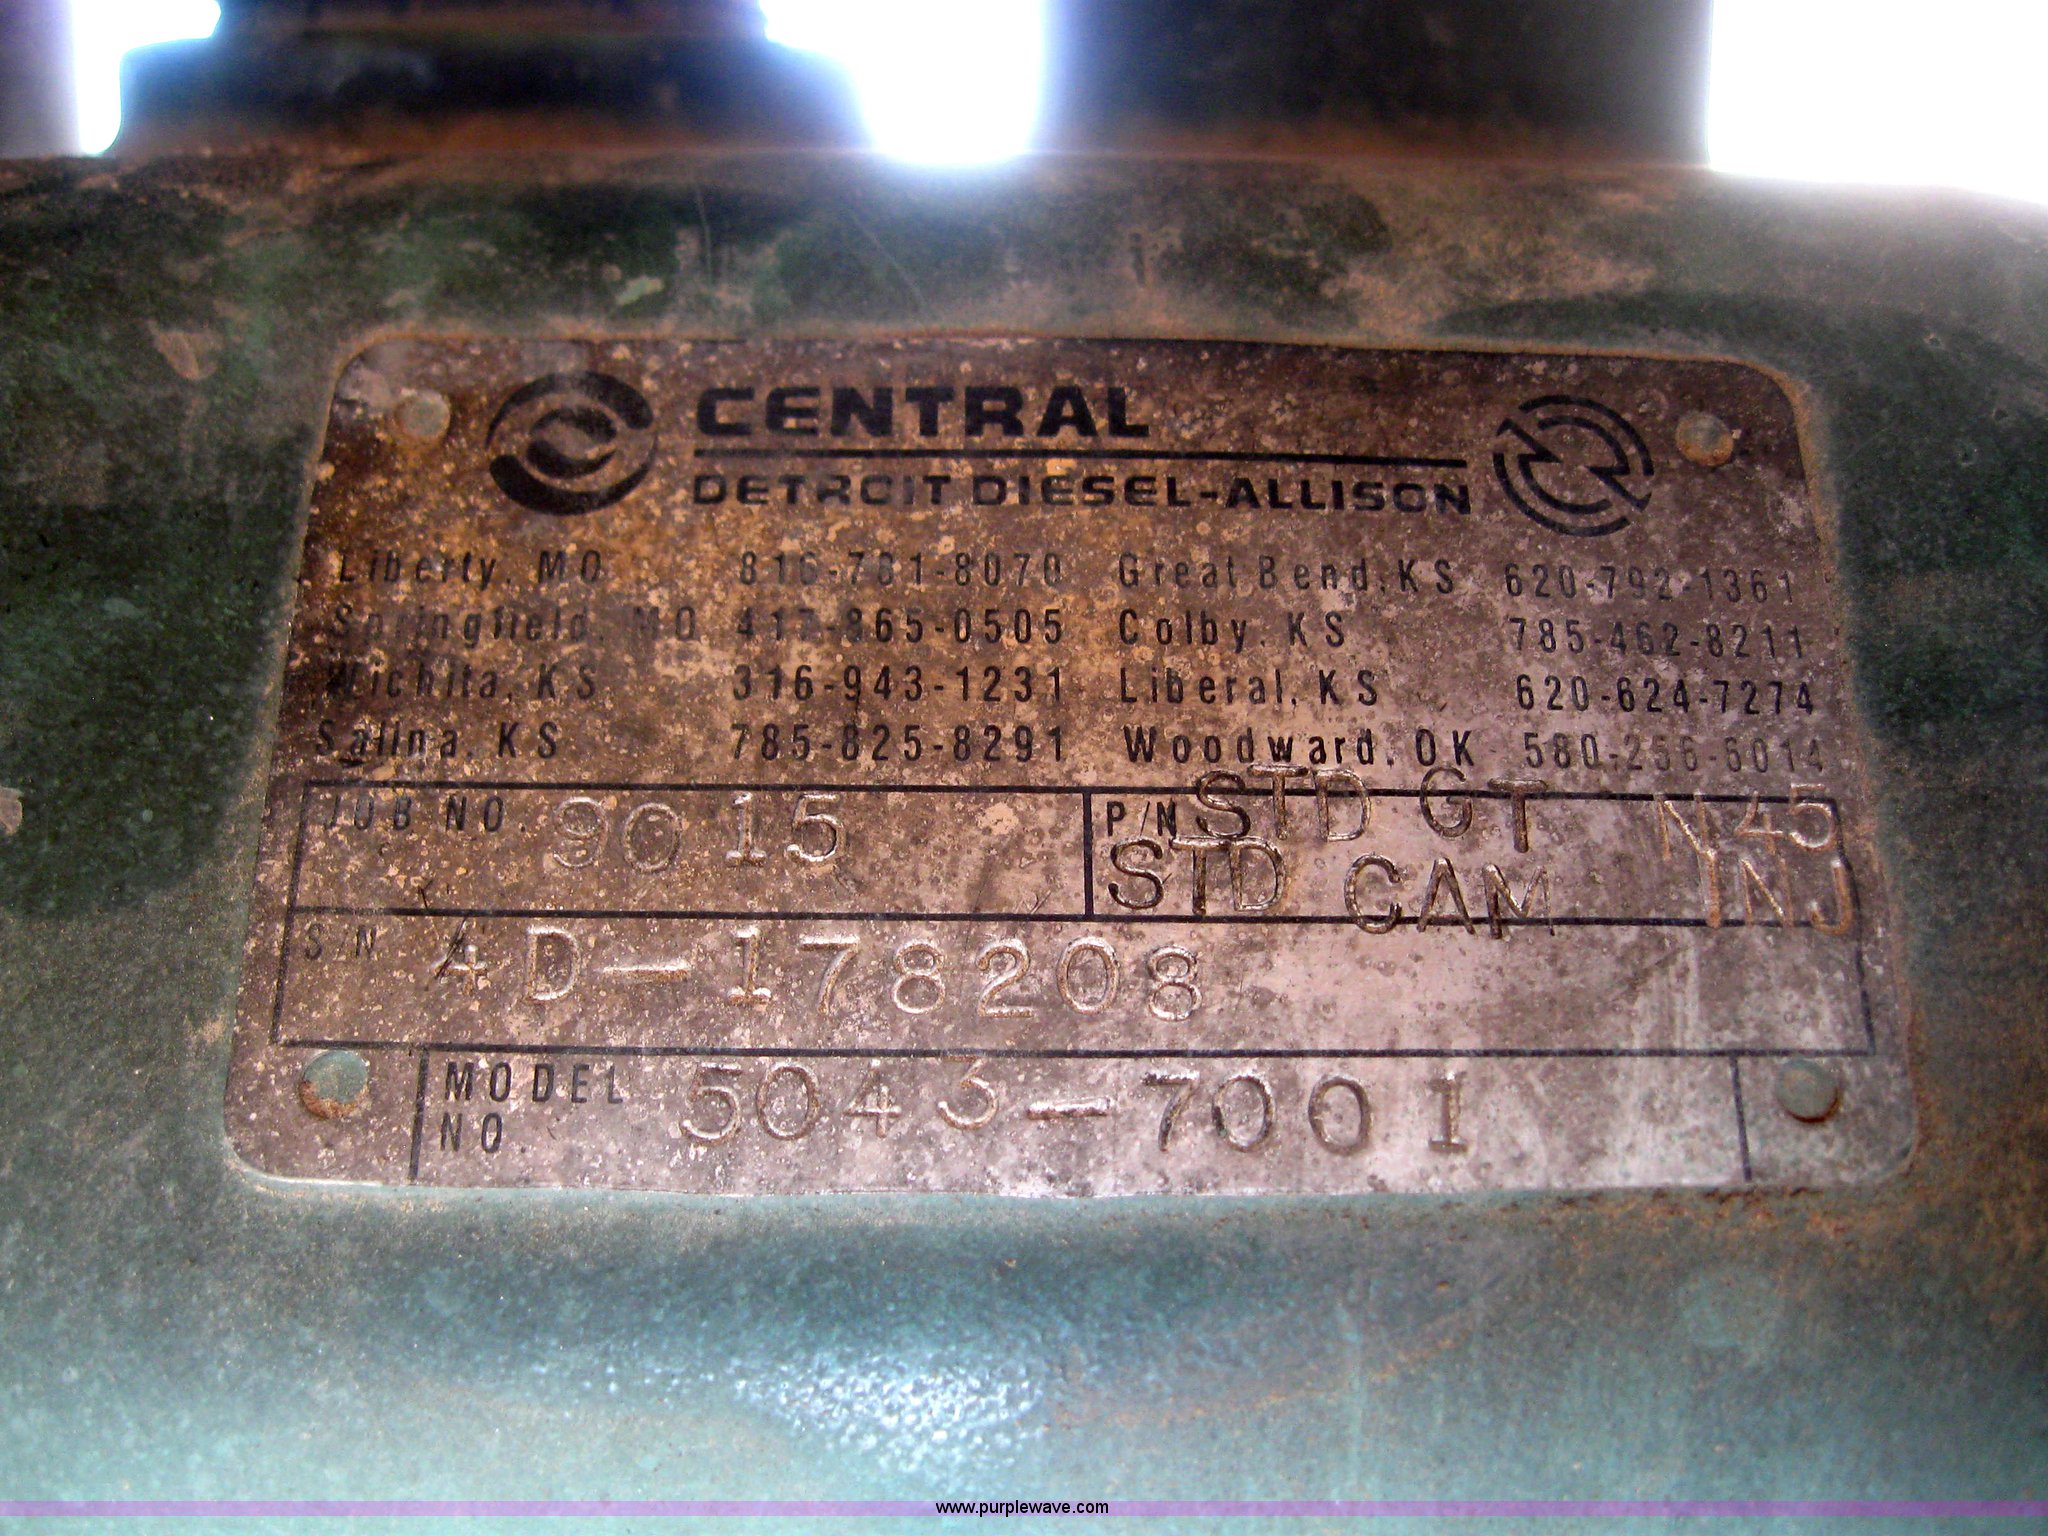 CENTRAL
DETROIT DIESEL-ALLISON
Liberty, MO 816-781-8070 Great Bend, KS 620-792-1361
Springfield, MO 417-865-0505 Colby, KS 785-462-8211
Wichita, KS 316-943-1231 Liberal, KS 620-624-7274
Salina, KS 785-825-8291 Woodward, OK 580-256-6014
JOB NO. 9015 P/N STD GT N45
STD CAM INJ
S/N 4D-178208
MODEL NO 5043-7001
www.purplewave.com